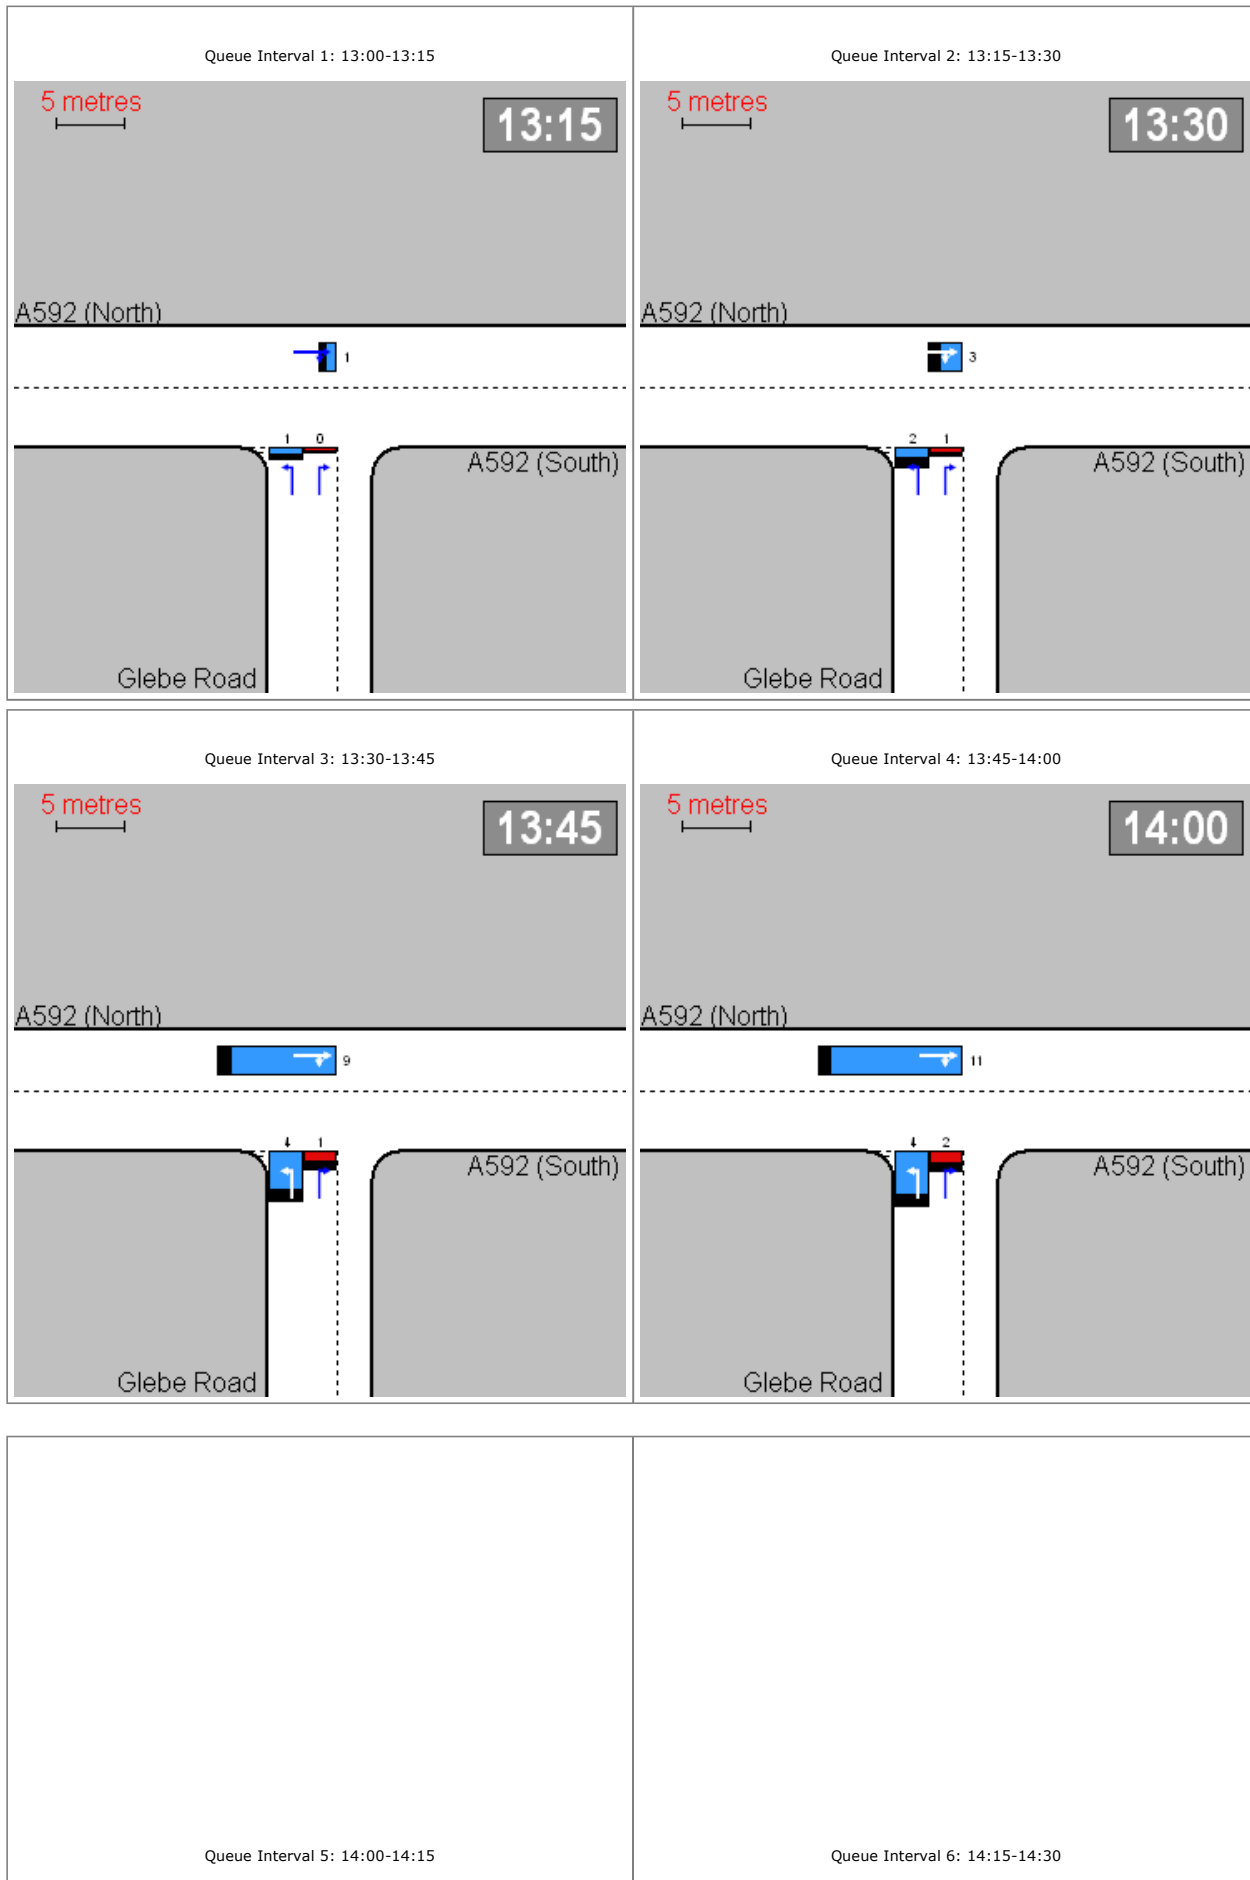 Queue Interval 1: 13:00-13:15
5 metres
13:15
A592 (North)
1
1 0
A592 (South)
Glebe Road
Queue Interval 2: 13:15-13:30
5 metres
13:30
A592 (North)
3
2 1
A592 (South)
Glebe Road
Queue Interval 3: 13:30-13:45
5 metres
13:45
A592 (North)
9
4 1
A592 (South)
Glebe Road
Queue Interval 4: 13:45-14:00
5 metres
14:00
A592 (North)
11
4 2
A592 (South)
Glebe Road
Queue Interval 5: 14:00-14:15
Queue Interval 6: 14:15-14:30